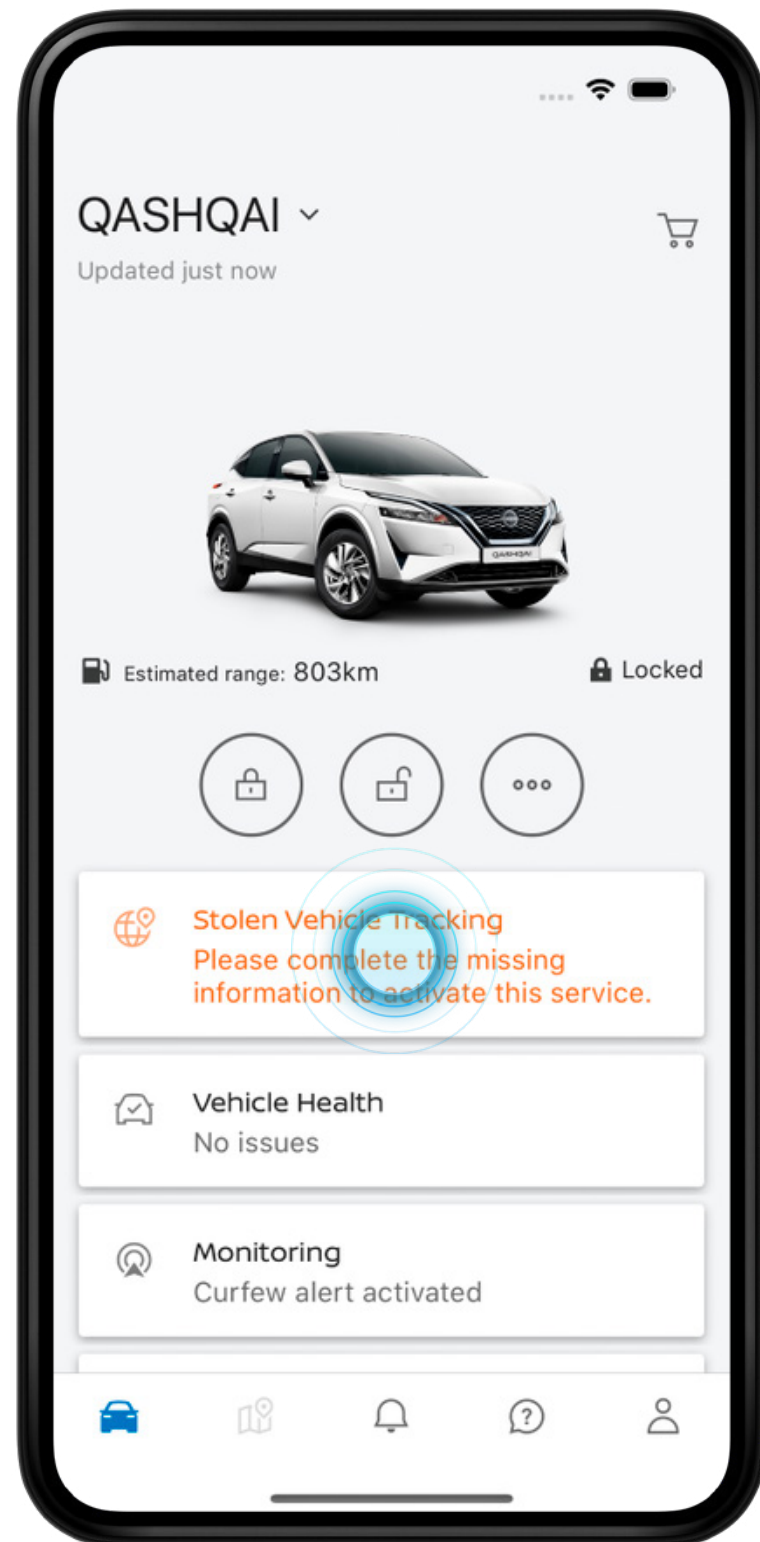 QASHQAI
Updated just now
QASHQAI
Estimated range: 803km
Locked
Stolen Vehicle Tracking
Please complete the missing
information to activate this service.
Vehicle Health
No issues
Monitoring
Curfew alert activated